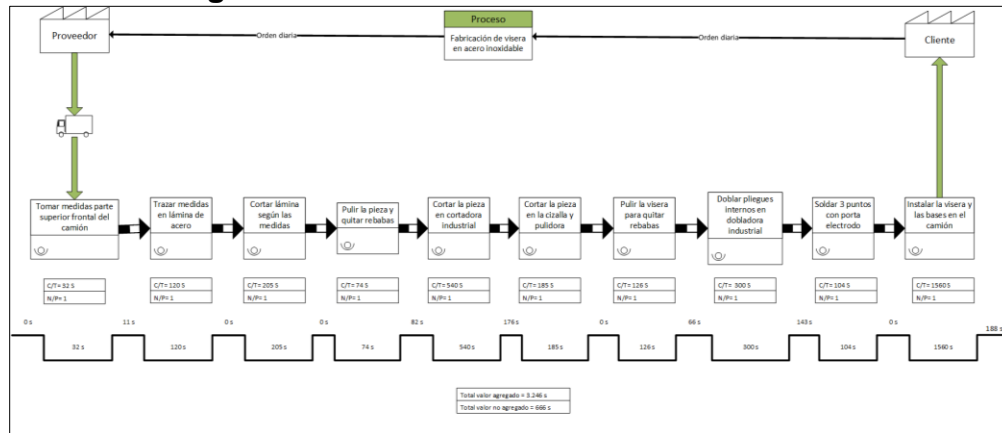 Proveedor
Orden diaria
Proceso
Fabricación de visera
en acero inoxidable
Orden diaria
Cliente
Tomar medidas parte
superior frontal del
camión
Trazar medidas
en lámina de
acero
Cortar lámina
según las
medidas
Pulir la pieza y
quitar rebabas
Cortar la pieza
en cortadora
industrial
Cortar la pieza
en la cizalla y
pulidora
Pulir la visera
para quitar
rebabas
Doblar pliegues
internos en
dobladora
industrial
Soldar 3 puntos
con porta
electrodo
Instalar la visera y
las bases en el
camión
C/T= 32 S
N/P= 1
C/T= 120 S
N/P= 1
C/T= 205 S
N/P= 1
C/T= 74 S
N/P= 1
C/T= 540 S
N/P= 1
C/T= 185 S
N/P= 1
C/T= 126 S
N/P= 1
C/T= 300 S
N/P= 1
C/T= 104 S
N/P= 1
C/T= 1560 S
N/P= 1
0 s
11 s
0 s
0 s
82 s
176 s
0 s
66 s
143 s
0 s
188 s
32 s
120 s
205 s
74 s
540 s
185 s
126 s
300 s
104 s
1560 s
Total valor agregado = 3.246 s
Total valor no agregado = 666 s